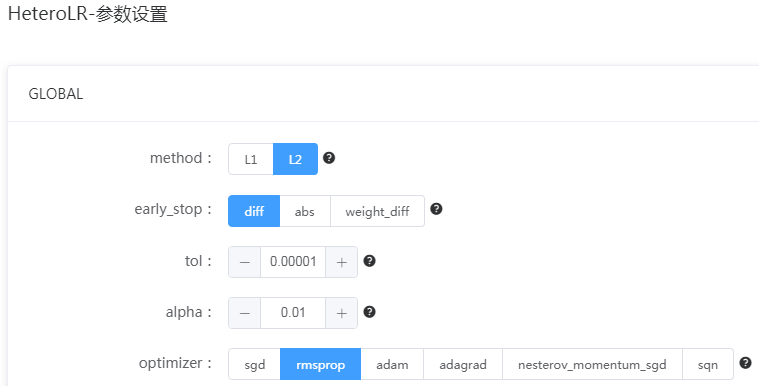 HeteroLR-参数设置
GLOBAL
method： L1 L2 ?
early_stop： diff abs weight_diff ?
tol： − 0.00001 + ?
alpha： − 0.01 + ?
optimizer： sgd rmsprop adam adagrad nesterov_momentum_sgd sqn ?